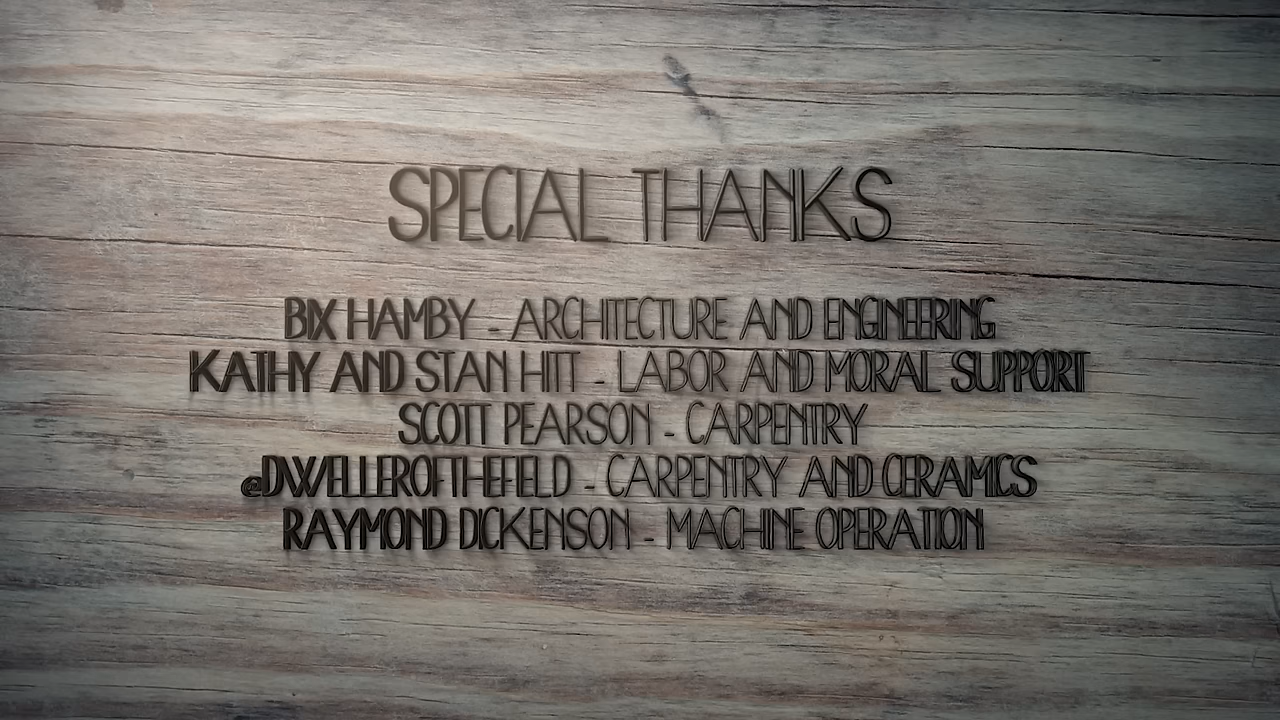 SPECIAL THANKS
BIX HAMBY - ARCHITECTURE AND ENGINEERING
KATHY AND STAN HITT - LABOR AND MORAL SUPPORT
SCOTT PEARSON - CARPENTRY
@DWELLEROFTHEFIELD - CARPENTRY AND CERAMICS
RAYMOND DICKENSON - MACHINE OPERATION